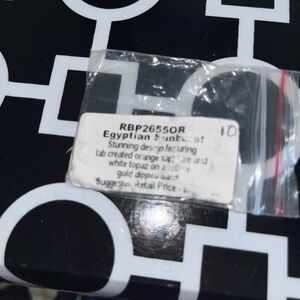 RBP2655OR
10
Egyptian Sunburst
Stunning design featuring
lab created orange sapphire and
white topaz on a
gold dipped band
Suggested Retail Price -